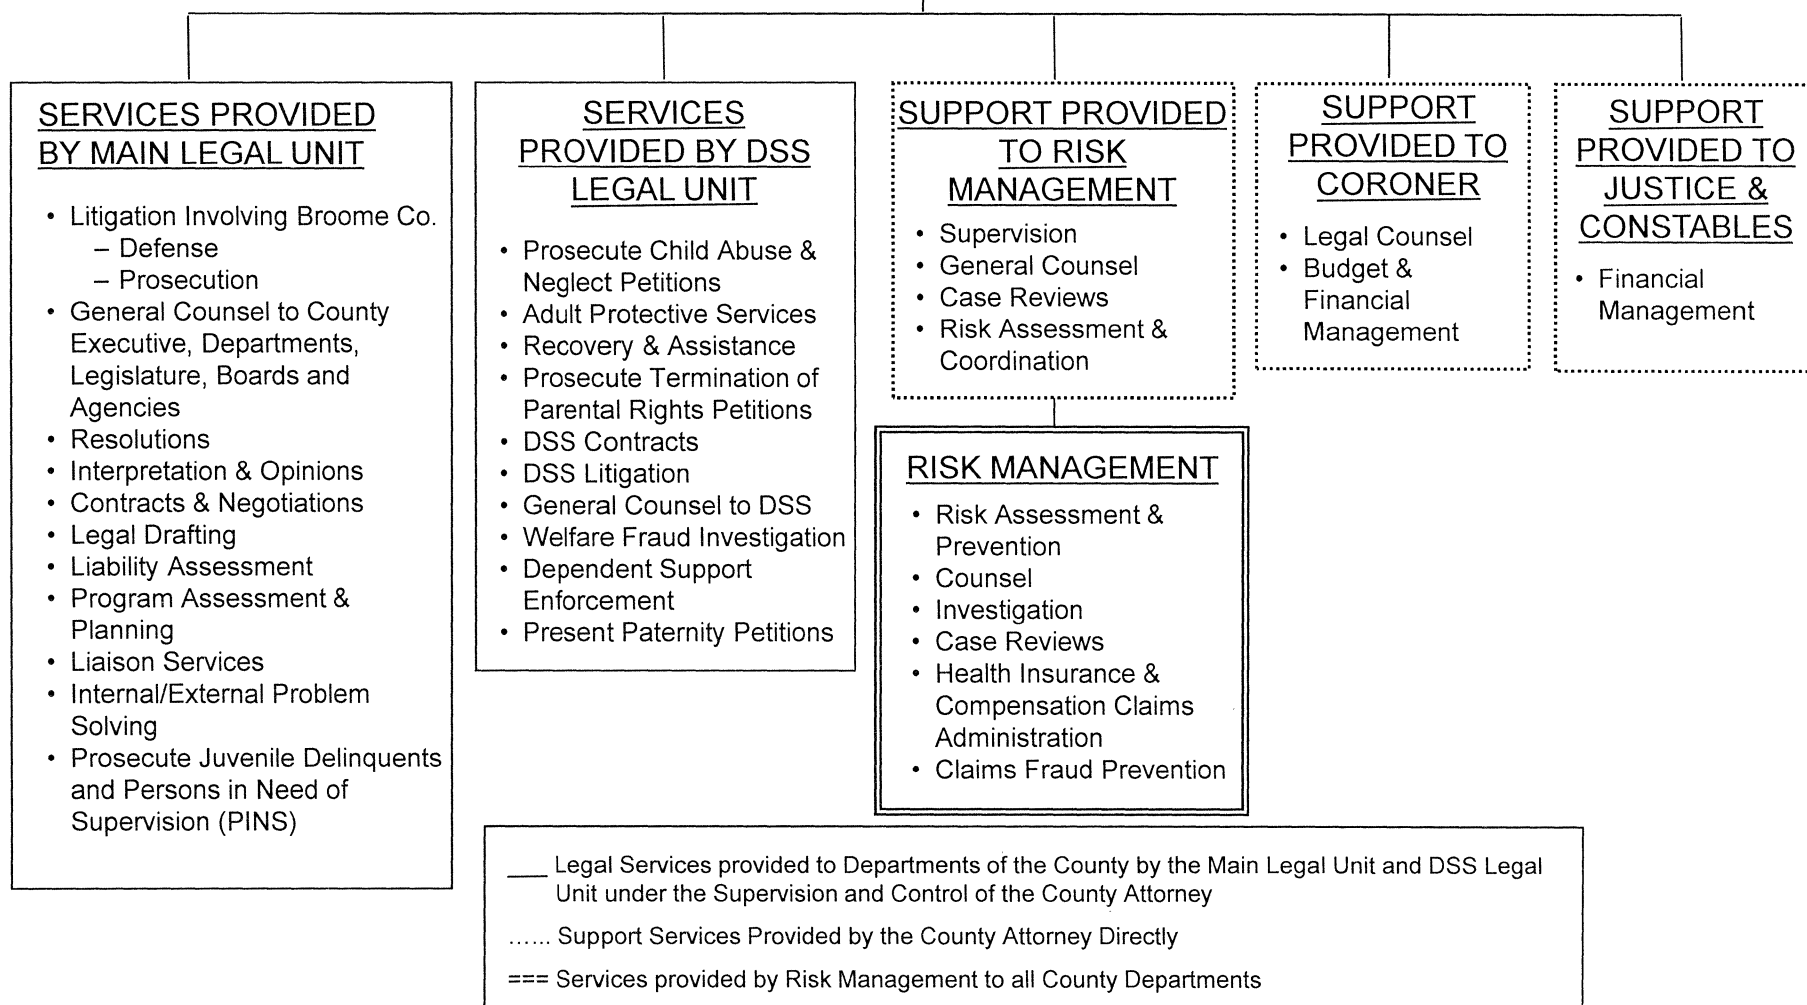 SERVICES PROVIDED
BY MAIN LEGAL UNIT
• Litigation Involving Broome Co.
– Defense
– Prosecution
• General Counsel to County
Executive, Departments,
Legislature, Boards and
Agencies
• Resolutions
• Interpretation & Opinions
• Contracts & Negotiations
• Legal Drafting
• Liability Assessment
• Program Assessment &
Planning
• Liaison Services
• Internal/External Problem
Solving
• Prosecute Juvenile Delinquents
and Persons in Need of
Supervision (PINS)
SERVICES
PROVIDED BY DSS
LEGAL UNIT
• Prosecute Child Abuse &
Neglect Petitions
• Adult Protective Services
• Recovery & Assistance
• Prosecute Termination of
Parental Rights Petitions
• DSS Contracts
• DSS Litigation
• General Counsel to DSS
• Welfare Fraud Investigation
• Dependent Support
Enforcement
• Present Paternity Petitions
SUPPORT PROVIDED
TO RISK
MANAGEMENT
• Supervision
• General Counsel
• Case Reviews
• Risk Assessment &
Coordination
RISK MANAGEMENT
• Risk Assessment &
Prevention
• Counsel
• Investigation
• Case Reviews
• Health Insurance &
Compensation Claims
Administration
• Claims Fraud Prevention
SUPPORT
PROVIDED TO
CORONER
• Legal Counsel
• Budget &
Financial
Management
SUPPORT
PROVIDED TO
JUSTICE &
CONSTABLES
• Financial
Management
___ Legal Services provided to Departments of the County by the Main Legal Unit and DSS Legal
Unit under the Supervision and Control of the County Attorney
…... Support Services Provided by the County Attorney Directly
=== Services provided by Risk Management to all County Departments